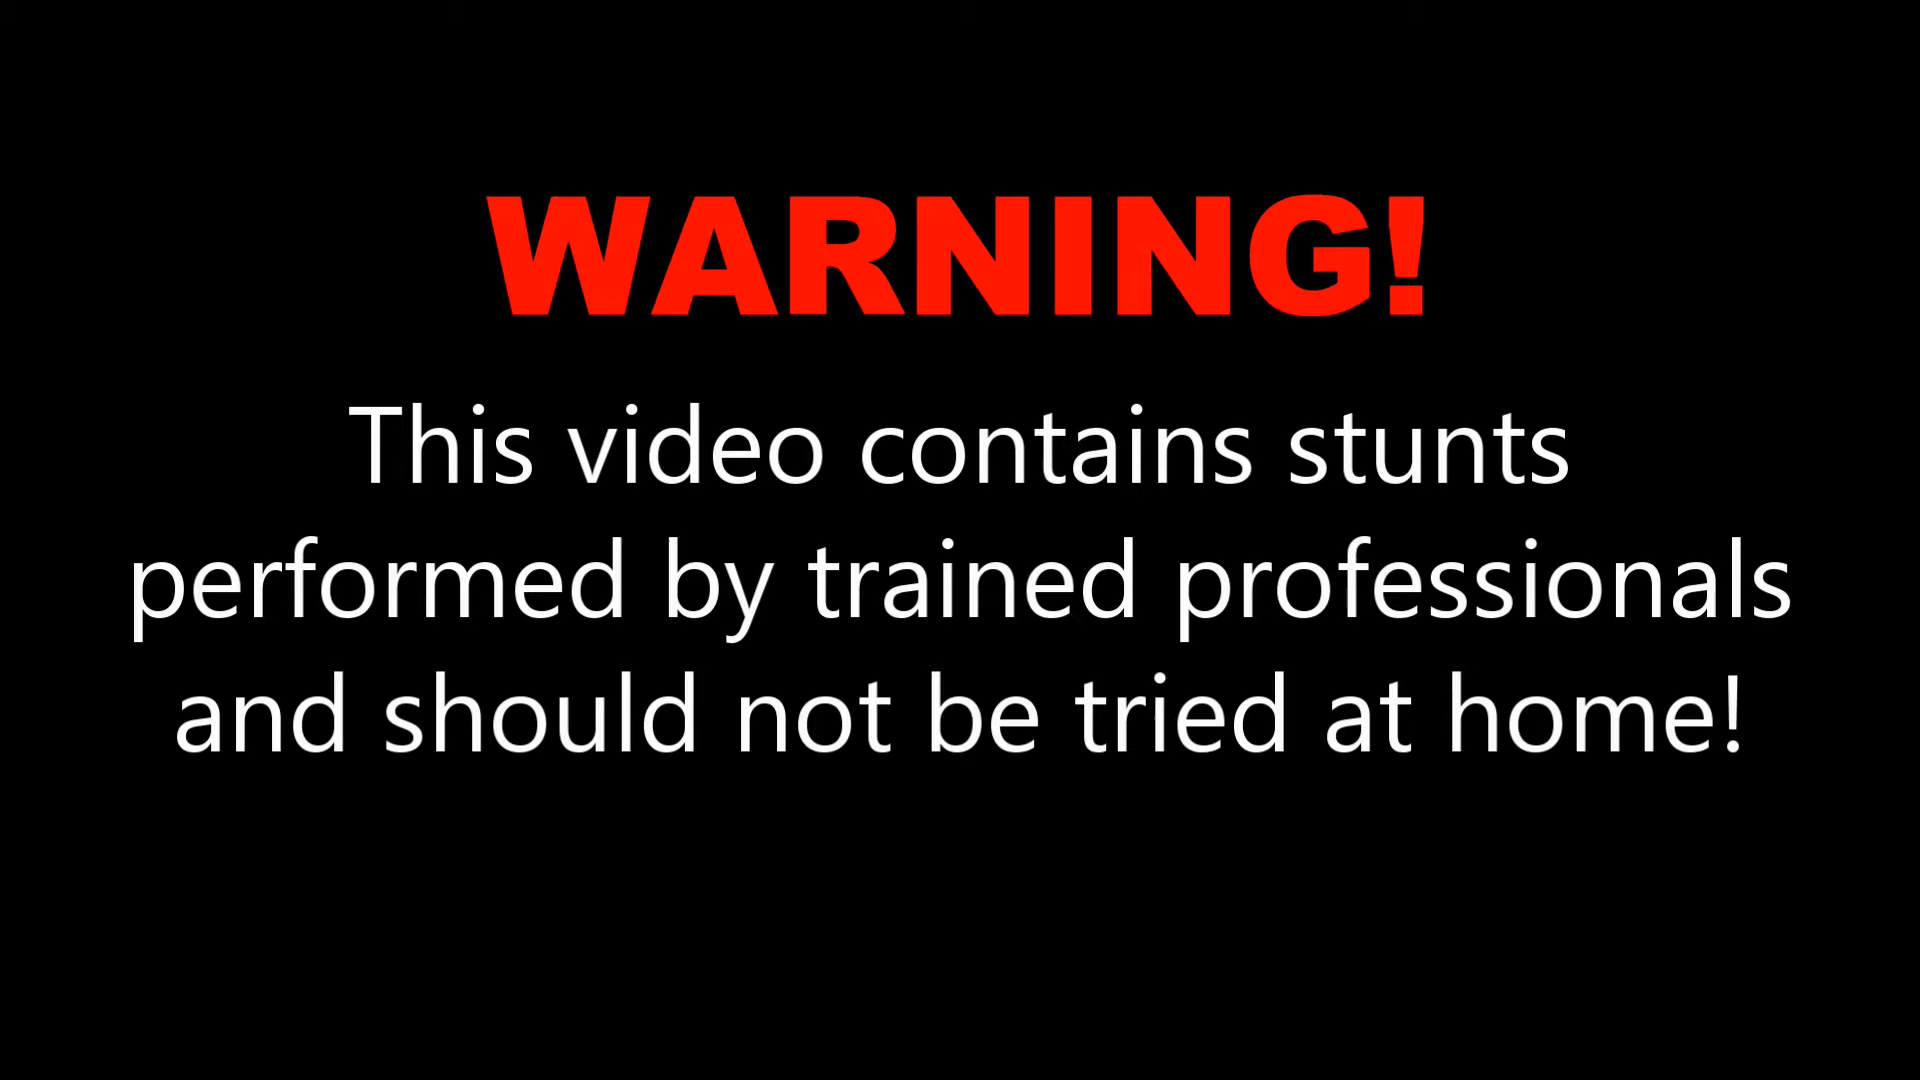 WARNING!
This video contains stunts
performed by trained professionals
and should not be tried at home!